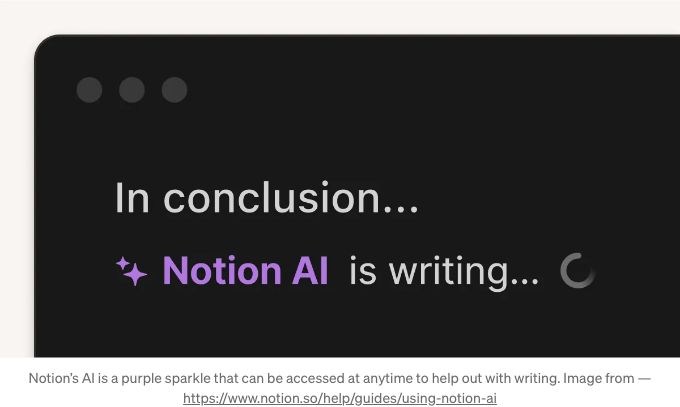 In conclusion...
Notion AI is writing...
Notion’s AI is a purple sparkle that can be accessed at anytime to help out with writing. Image from —
https://www.notion.so/help/guides/using-notion-ai